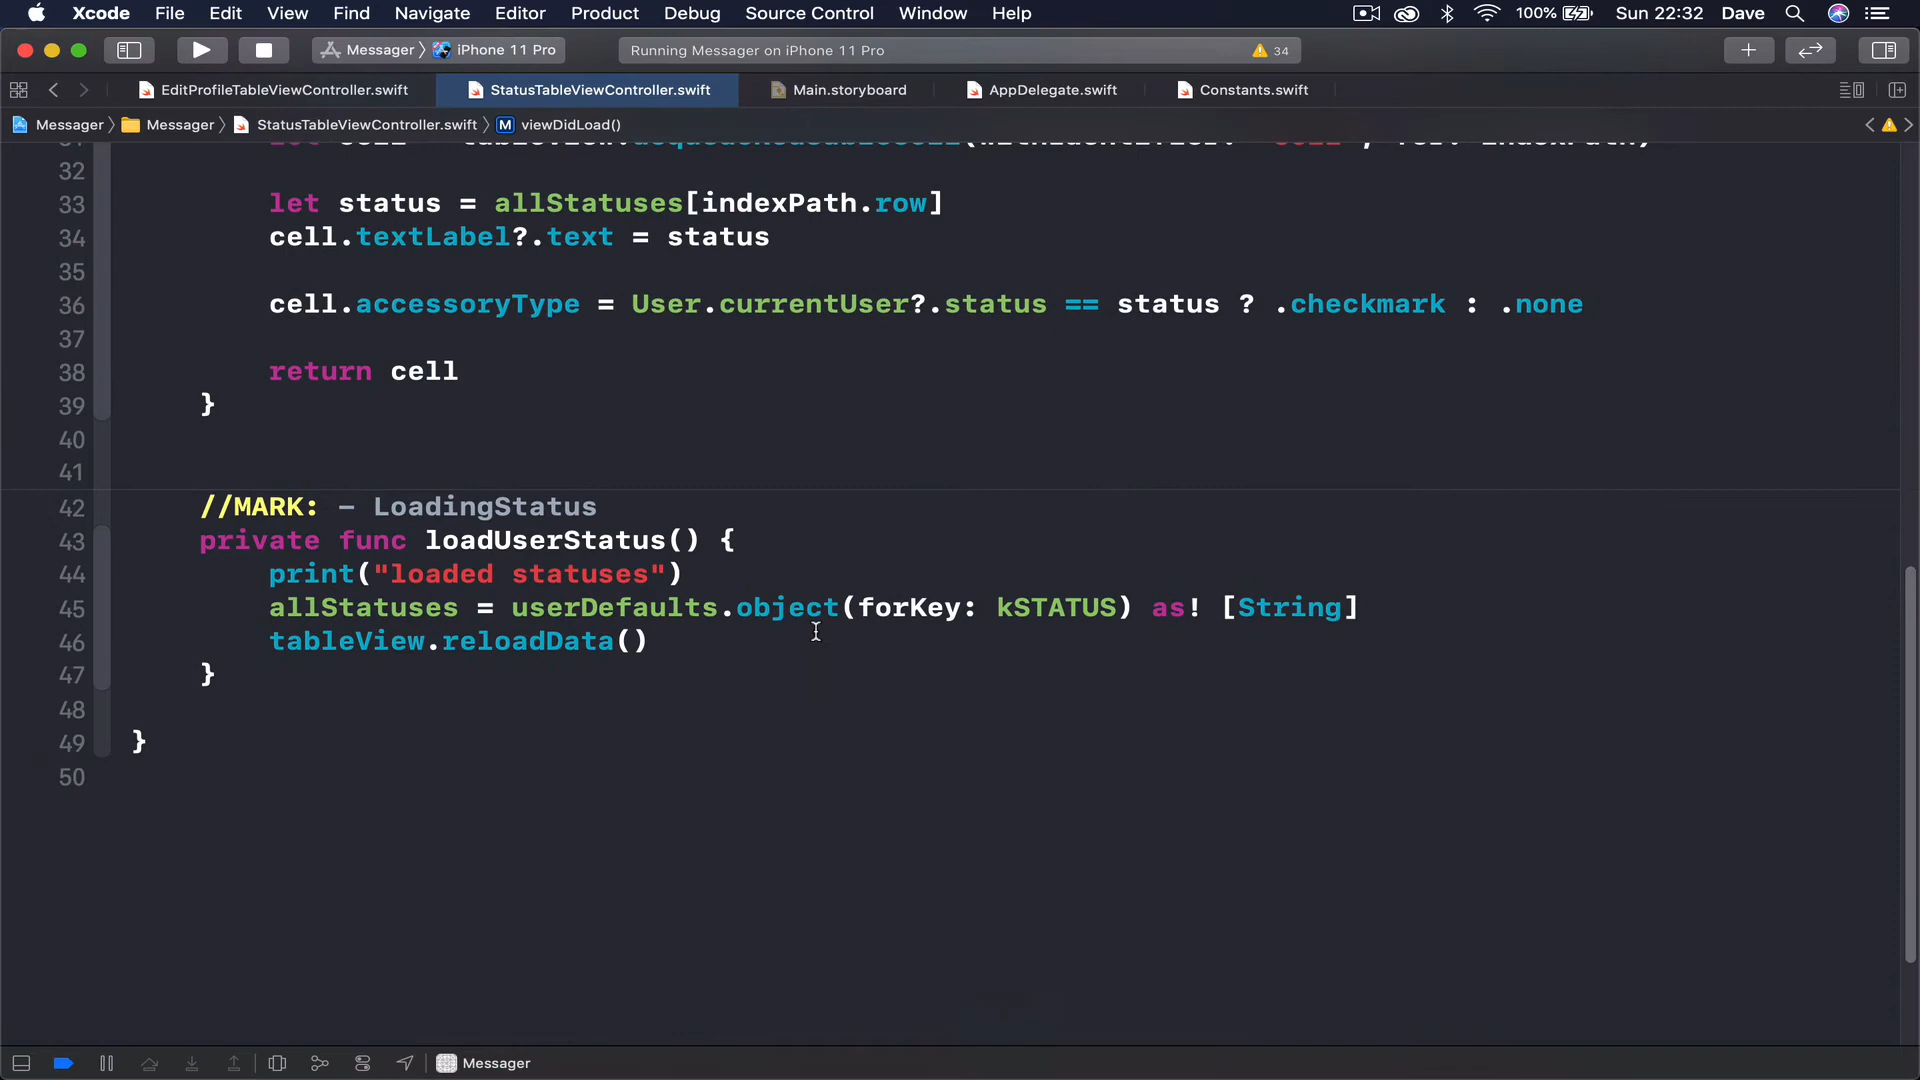 Xcode File Edit View Find Navigate Editor Product Debug Source Control Window Help 100% Sun 22:32 Dave
Messager 〉 iPhone 11 Pro Running Messager on iPhone 11 Pro 34
EditProfileTableViewController.swift StatusTableViewController.swift Main.storyboard AppDelegate.swift Constants.swift
Messager 〉 Messager 〉 StatusTableViewController.swift 〉 M viewDidLoad()
32
33 let status = allStatuses[indexPath.row]
34 cell.textLabel?.text = status
35
36 cell.accessoryType = User.currentUser?.status == status ? .checkmark : .none
37
38 return cell
39 }
40
41
42 //MARK: - LoadingStatus
43 private func loadUserStatus() {
44 print("loaded statuses")
45 allStatuses = userDefaults.object(forKey: kSTATUS) as! [String]
46 tableView.reloadData()
47 }
48
49 }
50
Messager